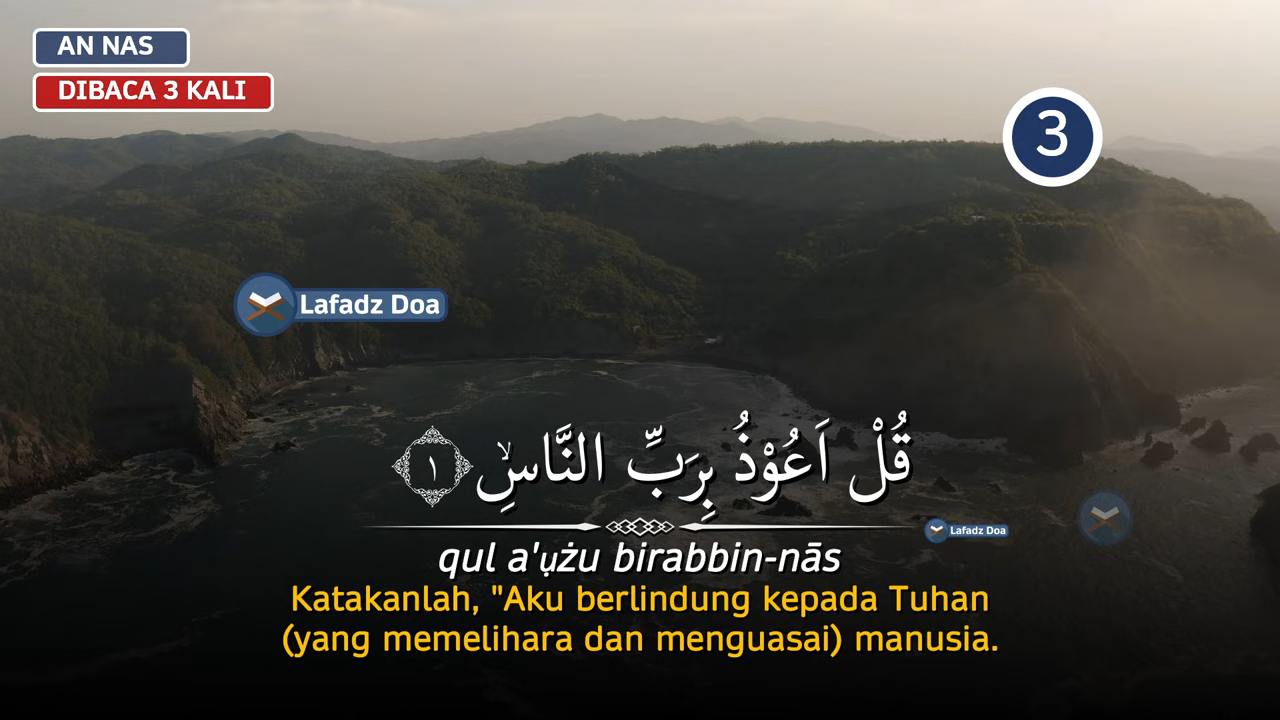 AN NAS
DIBACA 3 KALI
3
Lafadz Doa
قُلْ اَعُوْذُ بِرَبِّ النَّاسِۙ ١
Lafadz Doa
qul a'ụżu birabbin-nās
Katakanlah, "Aku berlindung kepada Tuhan
(yang memelihara dan menguasai) manusia.